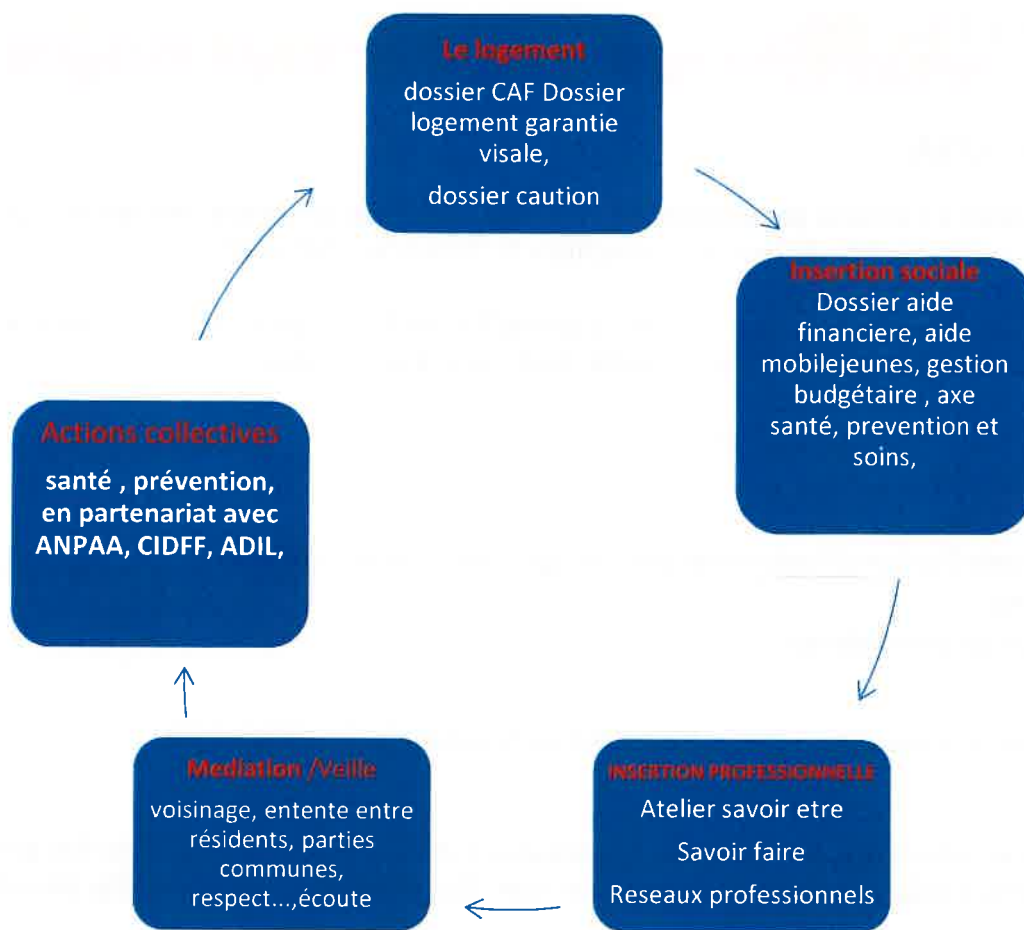 Le logement
dossier CAF Dossier
logement garantie
visale,
dossier caution
Insertion sociale
Dossier aide
financiere, aide
mobilejeunes, gestion
budgétaire , axe
santé, prevention et
soins,
INSERTION PROFESSIONNELLE
Atelier savoir etre
Savoir faire
Reseaux professionnels
Mediation /Veille
voisinage, entente entre
résidents, parties
communes,
respect...,écoute
Actions collectives
santé , prévention,
en partenariat avec
ANPAA, CIDFF, ADIL,